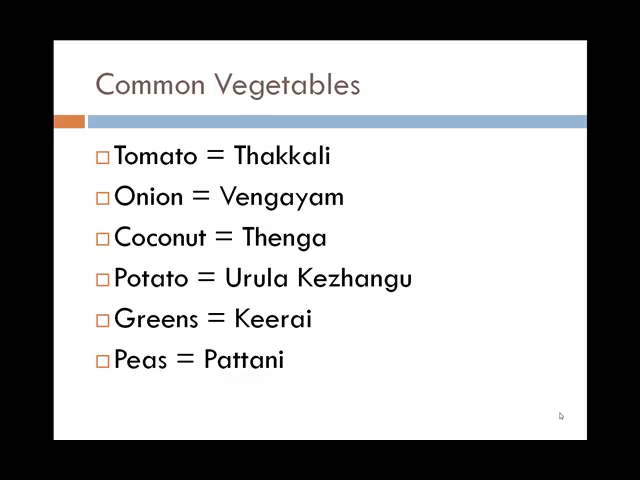 Common Vegetables
Tomato = Thakkali
Onion = Vengayam
Coconut = Thenga
Potato = Urula Kezhangu
Greens = Keerai
Peas = Pattani